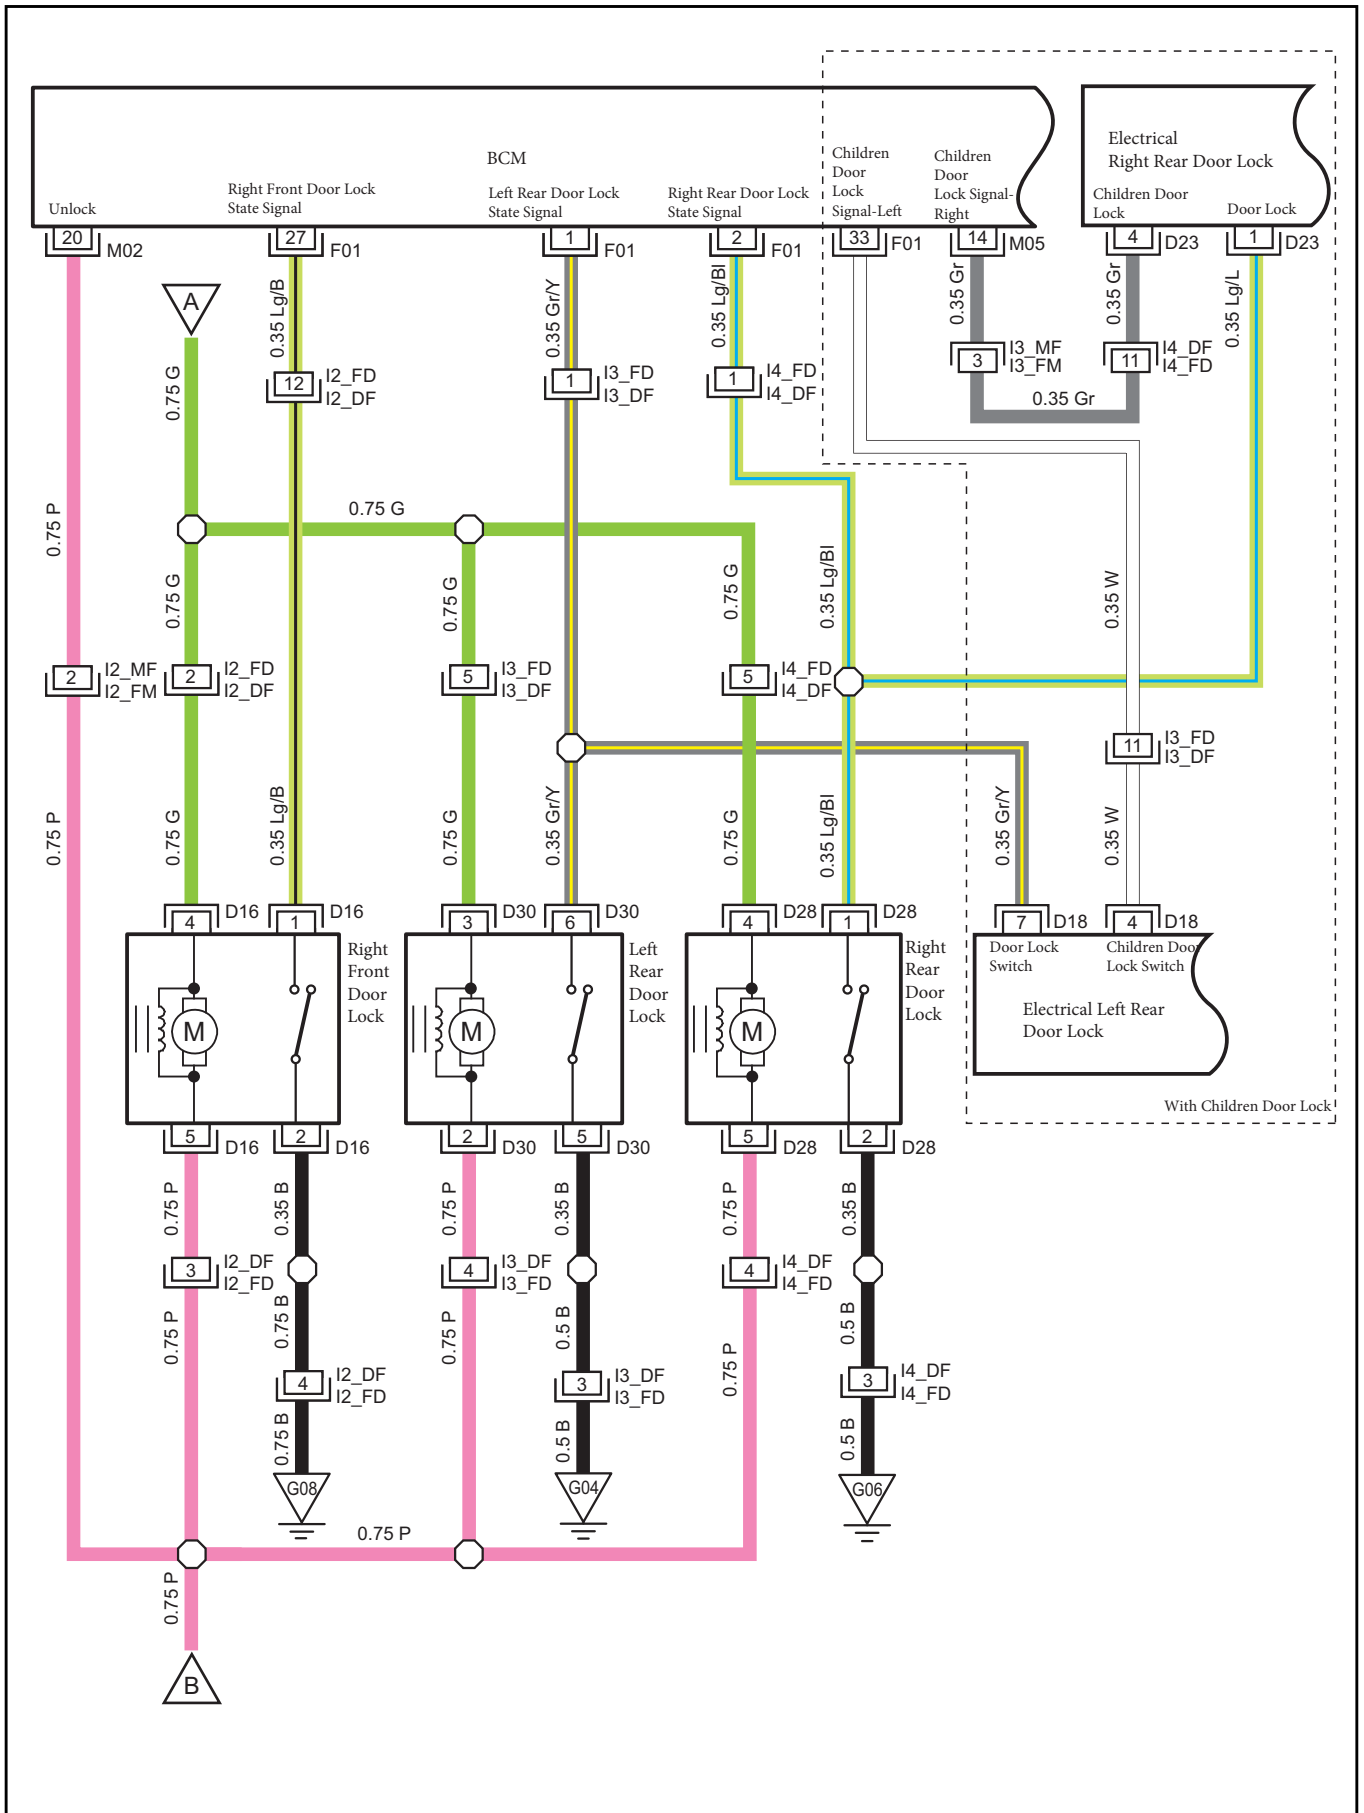 BCM
Unlock
Right Front Door Lock
State Signal
Left Rear Door Lock
State Signal
Right Rear Door Lock
State Signal
Children
Door
Lock
Signal-Left
Children
Door
Lock Signal-
Right
Electrical
Right Rear Door Lock
Children Door
Lock
Door Lock
20
M02
27
F01
1
F01
2
F01
33
F01
14
M05
4
D23
1
D23
A
0.75 G
0.35 Lg/B
0.35 Gr/Y
0.35 Lg/Bl
0.35 Gr
0.35 Gr
0.35 Lg/L
12
I2_FD
I2_DF
1
I3_FD
I3_DF
1
I4_FD
I4_DF
3
I3_MF
I3_FM
11
I4_DF
I4_FD
0.35 Gr
0.75 P
0.75 G
0.75 G
0.75 G
0.75 G
0.35 Lg/Bl
0.35 W
2
I2_MF
I2_FM
2
I2_FD
I2_DF
5
I3_FD
I3_DF
5
I4_FD
I4_DF
11
I3_FD
I3_DF
0.75 P
0.75 G
0.35 Lg/B
0.75 G
0.35 Gr/Y
0.75 G
0.35 Lg/Bl
0.35 Gr/Y
0.35 W
4
D16
1
D16
3
D30
6
D30
4
D28
1
D28
7
D18
4
D18
M
Right
Front
Door
Lock
M
Left
Rear
Door
Lock
M
Right
Rear
Door
Lock
Door Lock
Switch
Children Door
Lock Switch
Electrical Left Rear
Door Lock
With Children Door Lock
5
D16
2
D16
2
D30
5
D30
5
D28
2
D28
0.75 P
0.35 B
0.75 P
0.35 B
0.75 P
0.35 B
3
I2_DF
I2_FD
4
I3_DF
I3_FD
4
I4_DF
I4_FD
0.75 P
0.75 B
0.75 P
0.5 B
0.75 P
0.5 B
4
I2_DF
I2_FD
3
I3_DF
I3_FD
3
I4_DF
I4_FD
0.75 B
0.5 B
0.5 B
G08
G04
G06
0.75 P
0.75 P
B